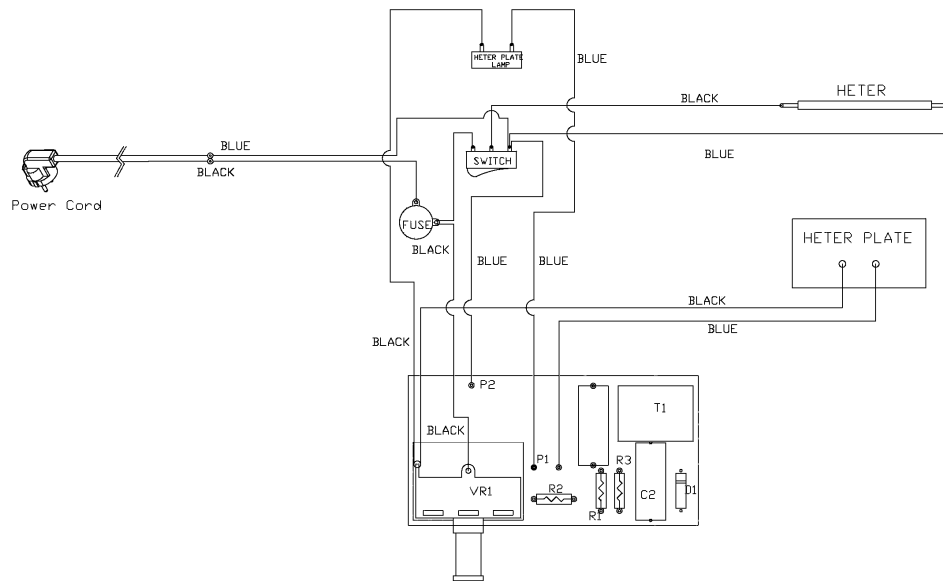 HETER PLATE
LAMP
BLUE
BLACK
HETER
BLUE
BLACK
SWITCH
BLUE
Power Cord
FUSE
BLACK
BLUE
BLUE
HETER PLATE
BLACK
BLUE
BLACK
P2
T1
BLACK
P1
R3
VR1
R2
C2
D1
R1